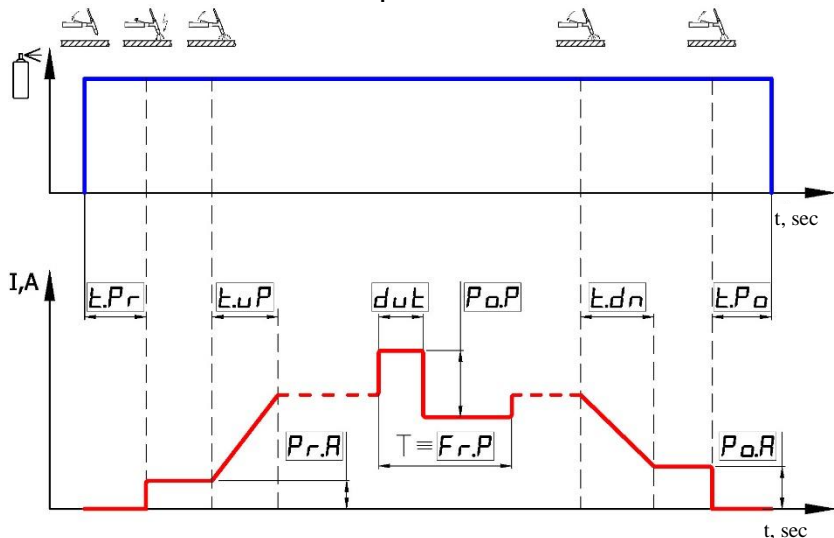 t, sec
I,A
t.Pr
t.uP
dut
Po.P
t.dn
t.Po
Pr.A
T ≡ Fr.P
Po.A
t, sec